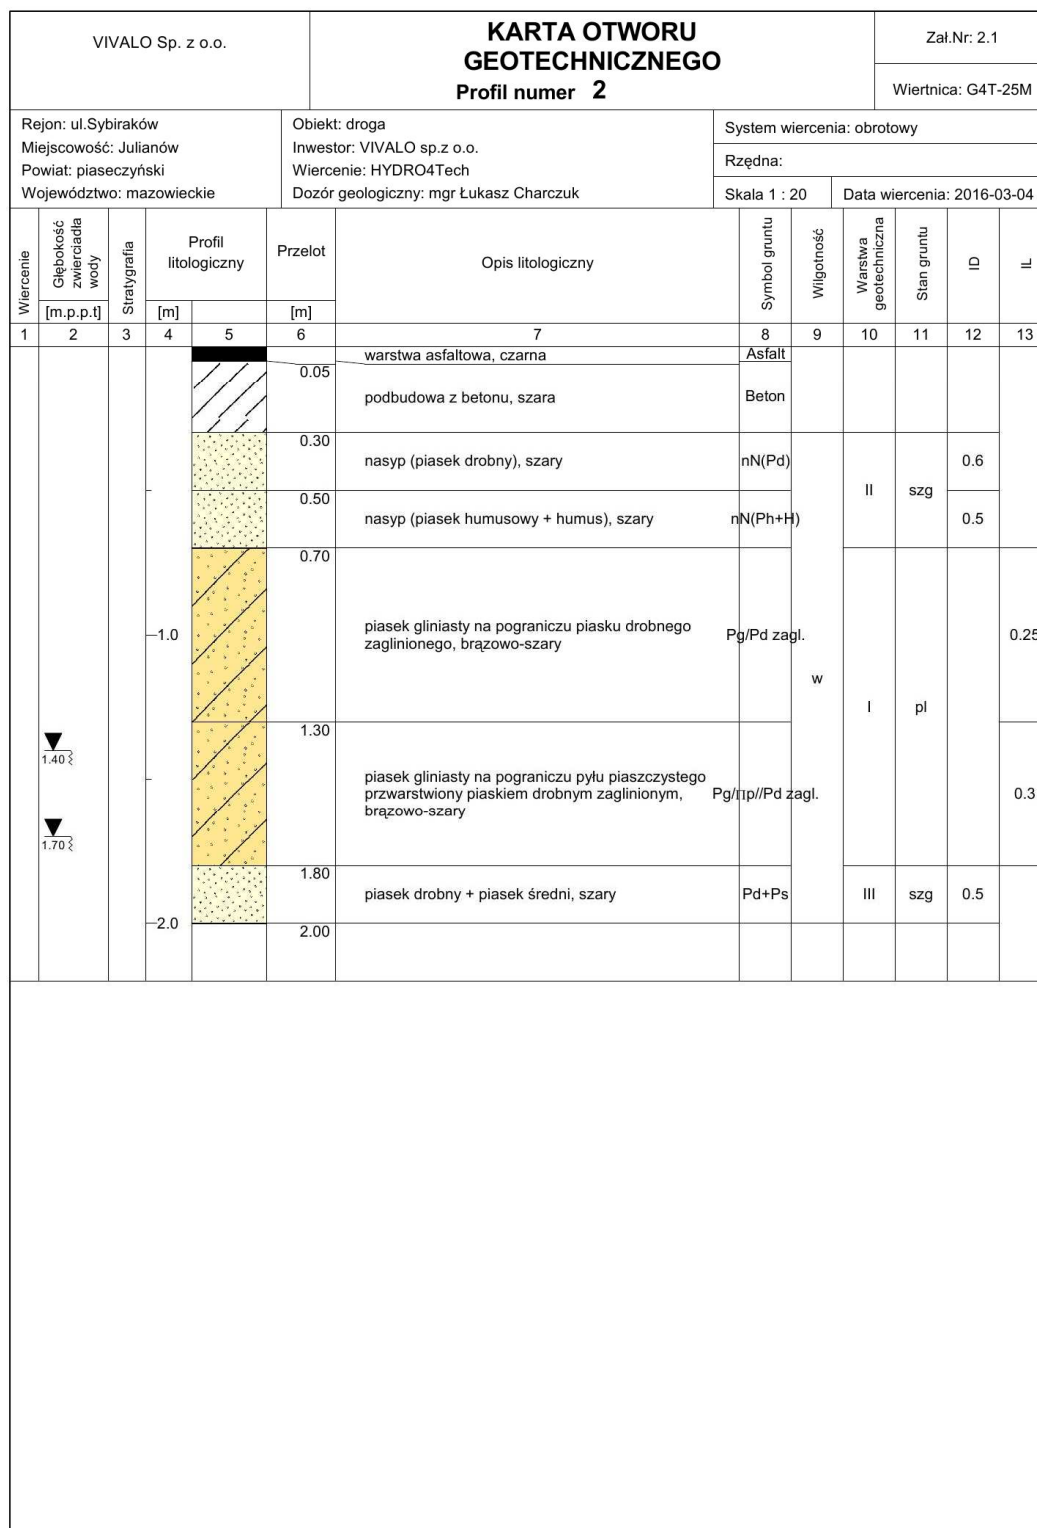 VIVALO Sp. z o.o.
KARTA OTWORU
GEOTECHNICZNEGO
Profil numer 2
Zał.Nr: 2.1
Wiertnica: G4T-25M
Rejon: ul.Sybiraków
Miejscowość: Julianów
Powiat: piaseczyński
Województwo: mazowieckie
Obiekt: droga
Inwestor: VIVALO sp.z o.o.
Wiercenie: HYDRO4Tech
Dozór geologiczny: mgr Łukasz Charczuk
System wiercenia: obrotowy
Rzędna:
Skala 1 : 20
Data wiercenia: 2016-03-04
Wiercenie
Głębokość
zwierciadła
wody
[m.p.p.t]
Stratygrafia
Profil
litologiczny
[m]
Przelot
[m]
Opis litologiczny
Symbol gruntu
Wilgotność
Warstwa
geotechniczna
Stan gruntu
ID
IL
1 2 3 4 5 6 7 8 9 10 11 12 13
warstwa asfaltowa, czarna Asfalt
0.05
podbudowa z betonu, szara Beton
0.30
nasyp (piasek drobny), szary nN(Pd) 0.6
II szg
0.50
nasyp (piasek humusowy + humus), szary nN(Ph+H) 0.5
0.70
1.0
piasek gliniasty na pograniczu piasku drobnego
zaglinionego, brązowo-szary
Pg/Pd zagl.
0.25
w
I pl
1.30
1.40
piasek gliniasty na pograniczu pyłu piaszczystego
przwarstwiony piaskiem drobnym zaglinionym,
brązowo-szary
Pg/Πp//Pd zagl.
0.3
1.70
1.80
piasek drobny + piasek średni, szary Pd+Ps III szg 0.5
2.0
2.00